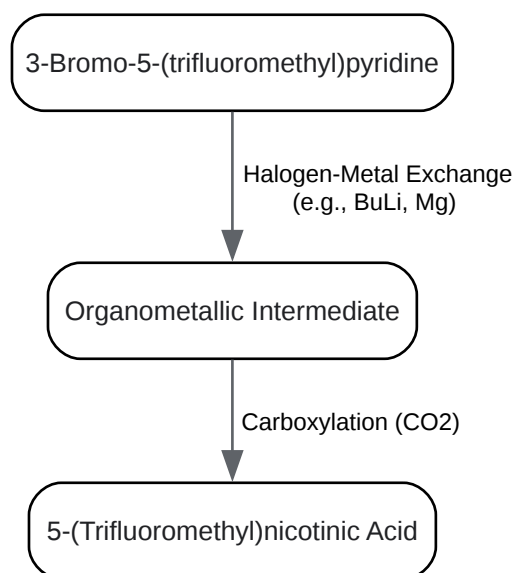 3-Bromo-5-(trifluoromethyl)pyridine
Halogen-Metal Exchange
(e.g., BuLi, Mg)
Organometallic Intermediate
Carboxylation (CO2)
5-(Trifluoromethyl)nicotinic Acid